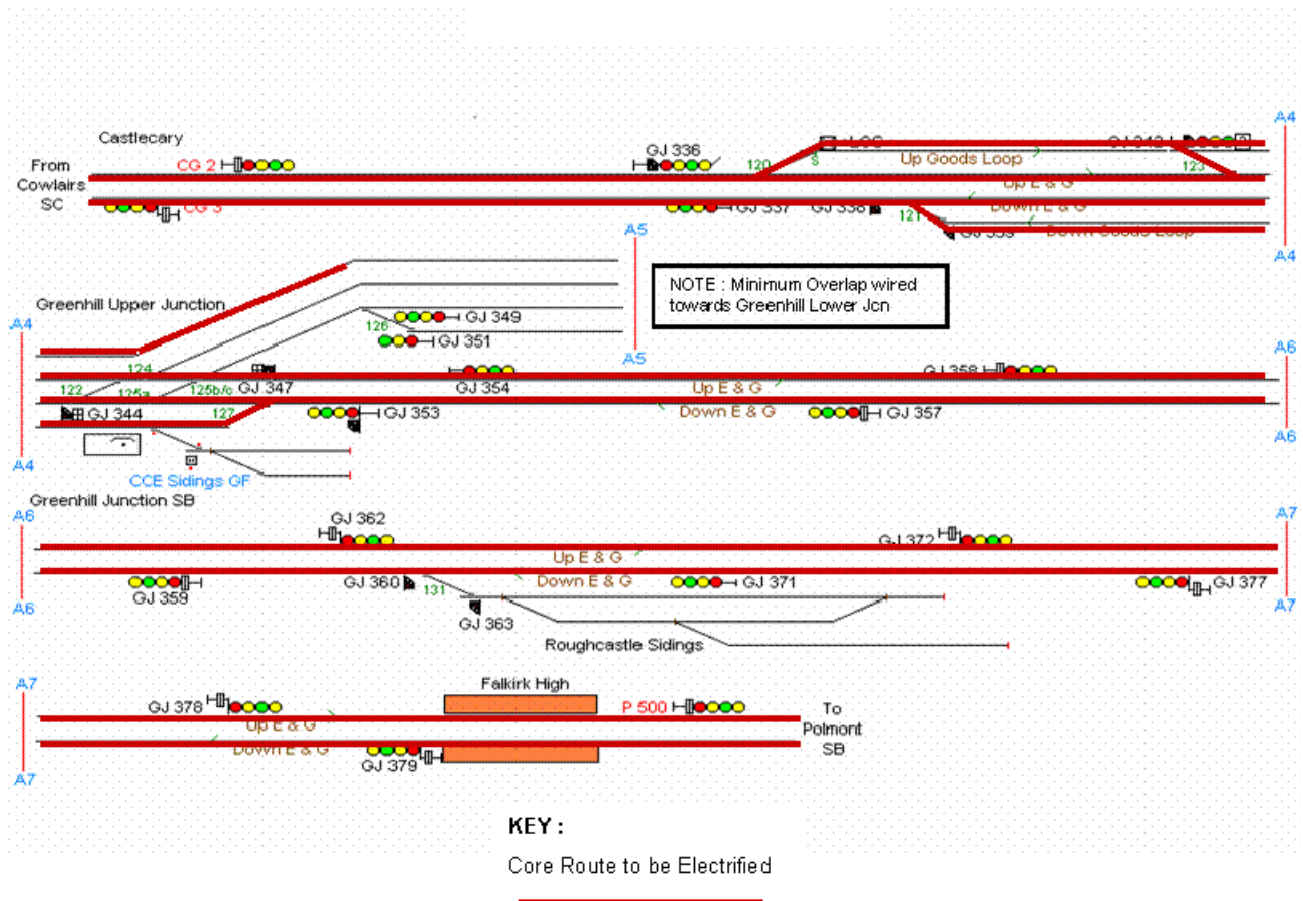 Castlecary
A4
From
Cowlairs
SC
CG 2
GJ 336
120
S
Up Goods Loop
123
Up E & G
CG 3
GJ 337
GJ 338
Down E & G
121
GJ 339
Down Goods Loop
A5
A4
NOTE : Minimum Overlap wired
towards Greenhill Lower Jcn
Greenhill Upper Junction
A4
GJ 349
126
GJ 351
A5
A6
124
122
125a
125b/c
GJ 347
GJ 354
GJ 358
Up E & G
GJ 344
127
GJ 353
Down E & G
GJ 357
A6
A4
CCE Sidings GF
Greenhill Junction SB
A6
GJ 362
GJ 372
A7
Up E & G
Down E & G
GJ 359
GJ 360
131
GJ 371
GJ 377
A6
GJ 363
A7
Roughcastle Sidings
A7
Falkirk High
GJ 378
P 500
To
Polmont
SB
Up E & G
Down E & G
GJ 379
A7
KEY :
Core Route to be Electrified